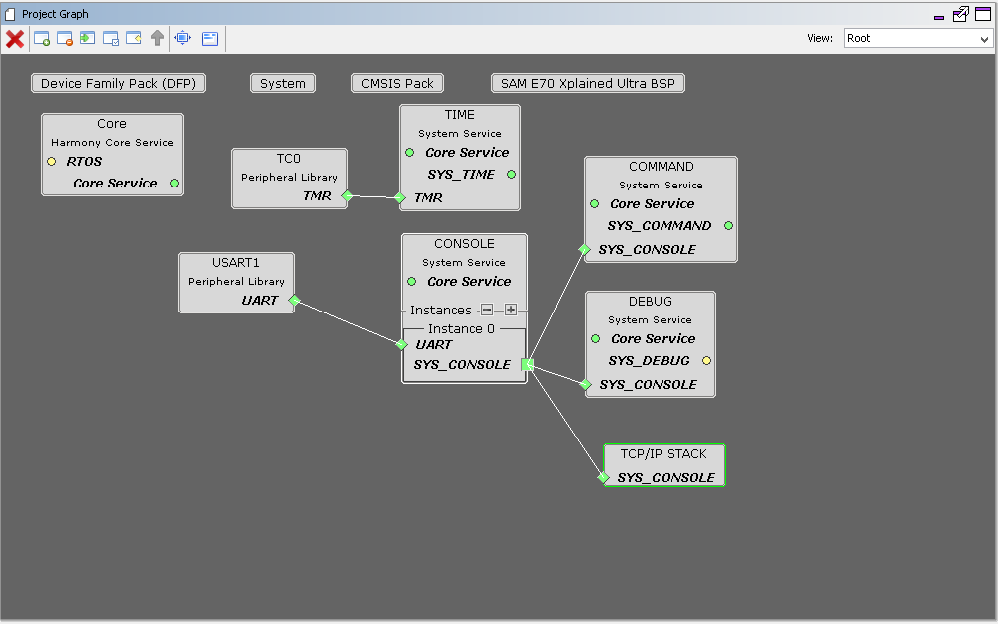 Project Graph
View: Root
Device Family Pack (DFP)
System
CMSIS Pack
SAM E70 Xplained Ultra BSP
Core
Harmony Core Service
RTOS
Core Service
TC0
Peripheral Library
TMR
TIME
System Service
Core Service
SYS_TIME
TMR
COMMAND
System Service
Core Service
SYS_COMMAND
SYS_CONSOLE
USART1
Peripheral Library
UART
CONSOLE
System Service
Core Service
Instances
Instance 0
UART
SYS_CONSOLE
DEBUG
System Service
Core Service
SYS_DEBUG
SYS_CONSOLE
TCP/IP STACK
SYS_CONSOLE